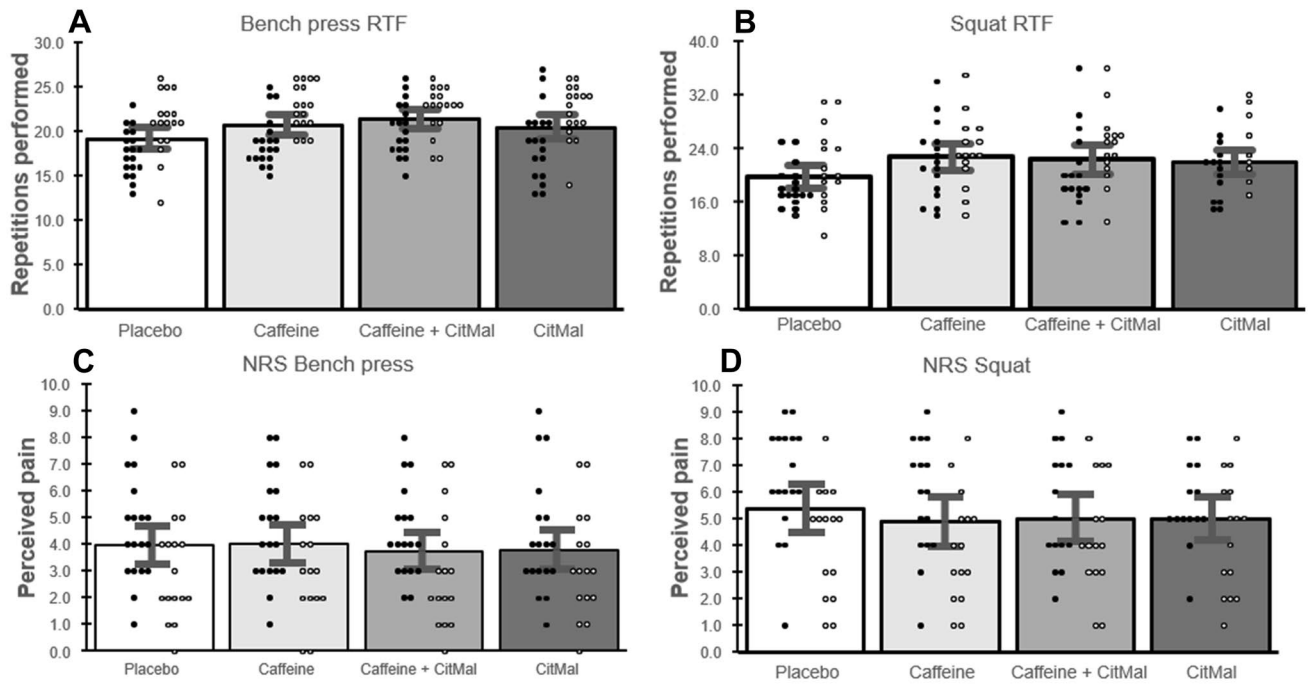 A
Bench press RTF
Repetitions performed
30.0
25.0
20.0
15.0
10.0
5.0
0.0
Placebo
Caffeine
Caffeine + CitMal
CitMal
B
Squat RTF
Repetitions performed
40.0
32.0
24.0
16.0
8.0
0.0
Placebo
Caffeine
Caffeine + CitMal
CitMal
C
NRS Bench press
Perceived pain
10.0
9.0
8.0
7.0
6.0
5.0
4.0
3.0
2.0
1.0
0.0
Placebo
Caffeine
Caffeine + CitMal
CitMal
D
NRS Squat
Perceived pain
10.0
9.0
8.0
7.0
6.0
5.0
4.0
3.0
2.0
1.0
0.0
Placebo
Caffeine
Caffeine + CitMal
CitMal